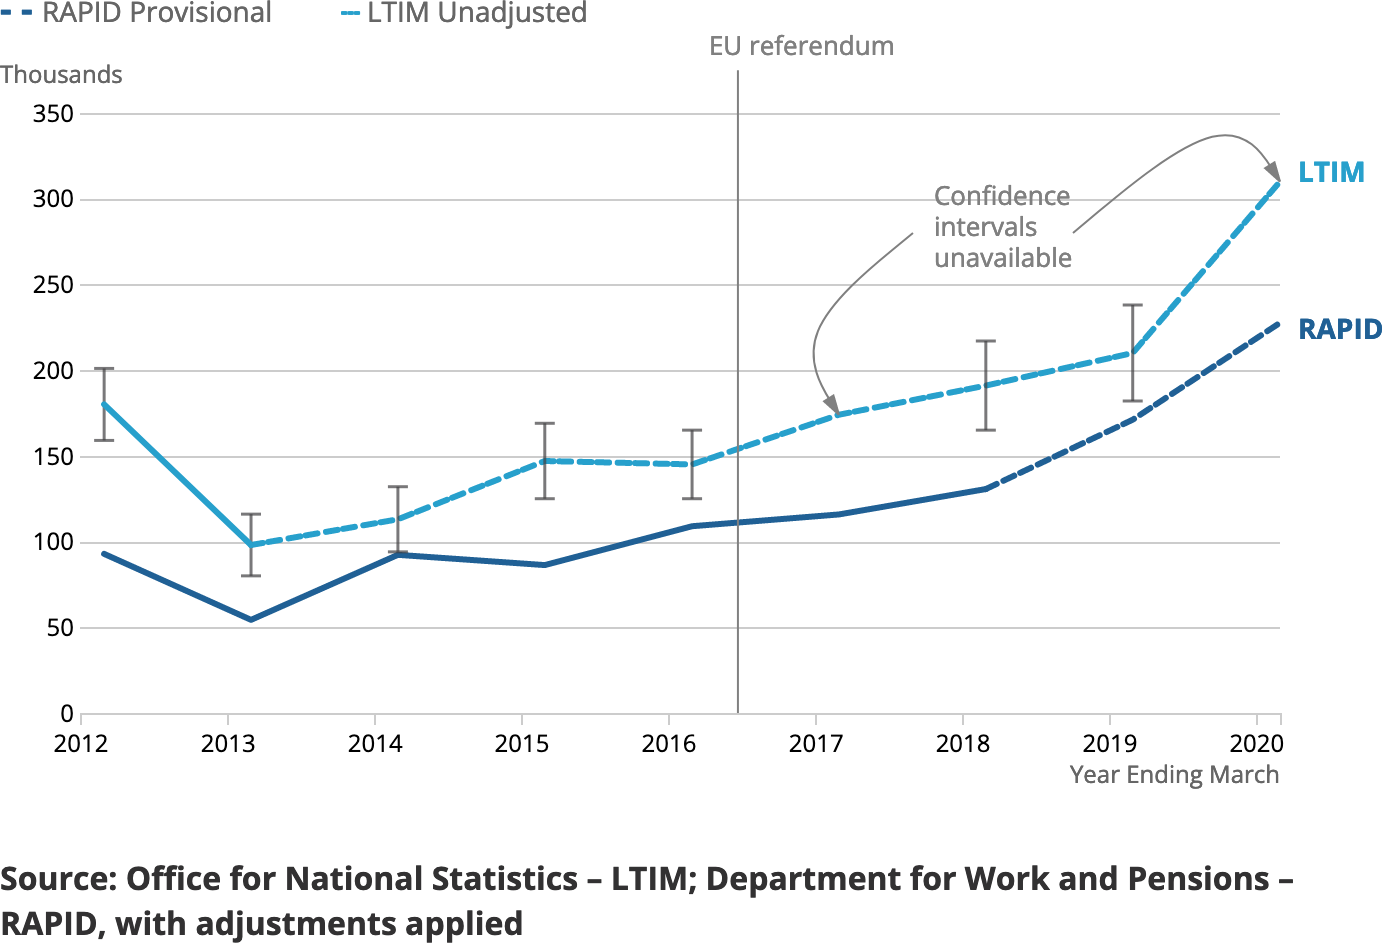 RAPID Provisional LTIM Unadjusted
EU referendum
Thousands
350
LTIM
300
Confidence
intervals
unavailable
250
RAPID
200
150
100
50
0
2012 2013 2014 2015 2016 2017 2018 2019 2020
Year Ending March
Source: Office for National Statistics – LTIM; Department for Work and Pensions –
RAPID, with adjustments applied